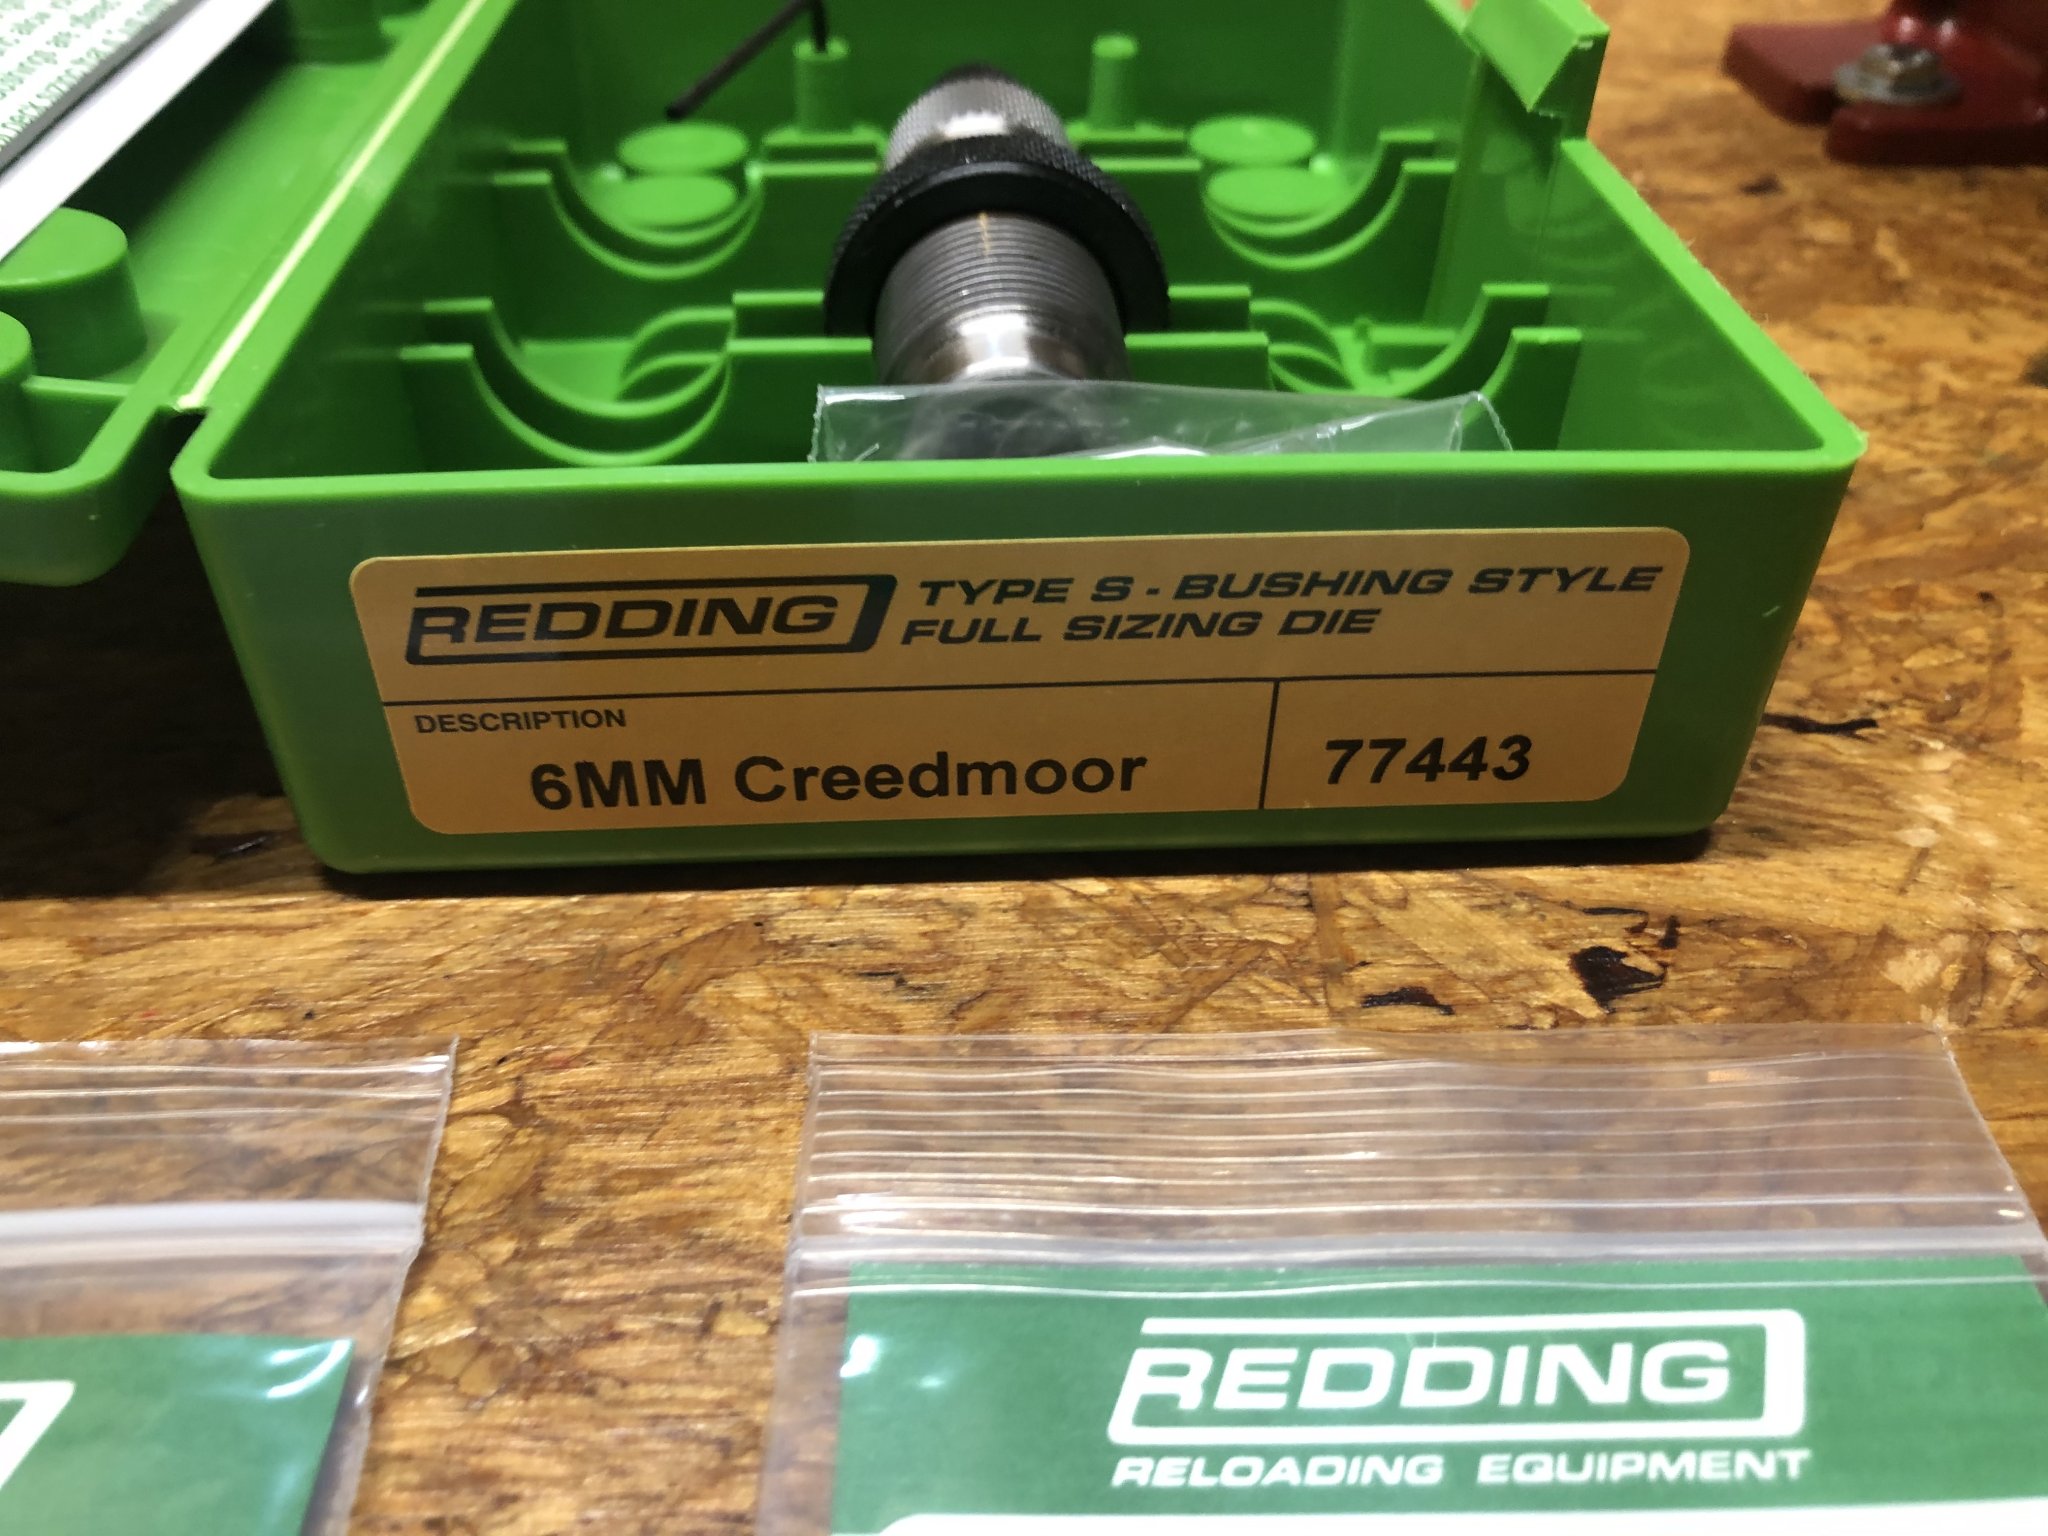 REDDING
TYPE S - BUSHING STYLE
FULL SIZING DIE
DESCRIPTION
6MM Creedmoor
77443
REDDING
RELOADING EQUIPMENT